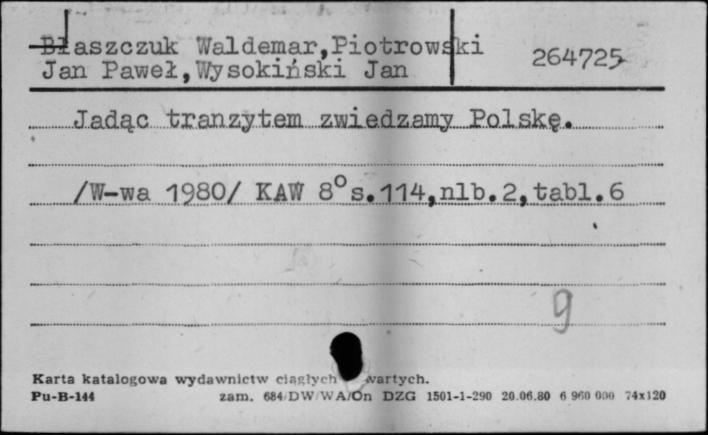 Błaszczuk Waldemar,Piotrowski
Jan Paweł,Wysokiński Jan
264725
Jadąc tranzytem zwiedzamy Polskę.
/W-wa 1980/ KAW 8° s.114,nlb.2,tabl.6
9
Karta katalogowa wydawnictw ciągłych wartych.
Pu-B-144 zam. 684/DW/WA/On DZG 1501-1-290 20.06.80 6 960 000 74x120